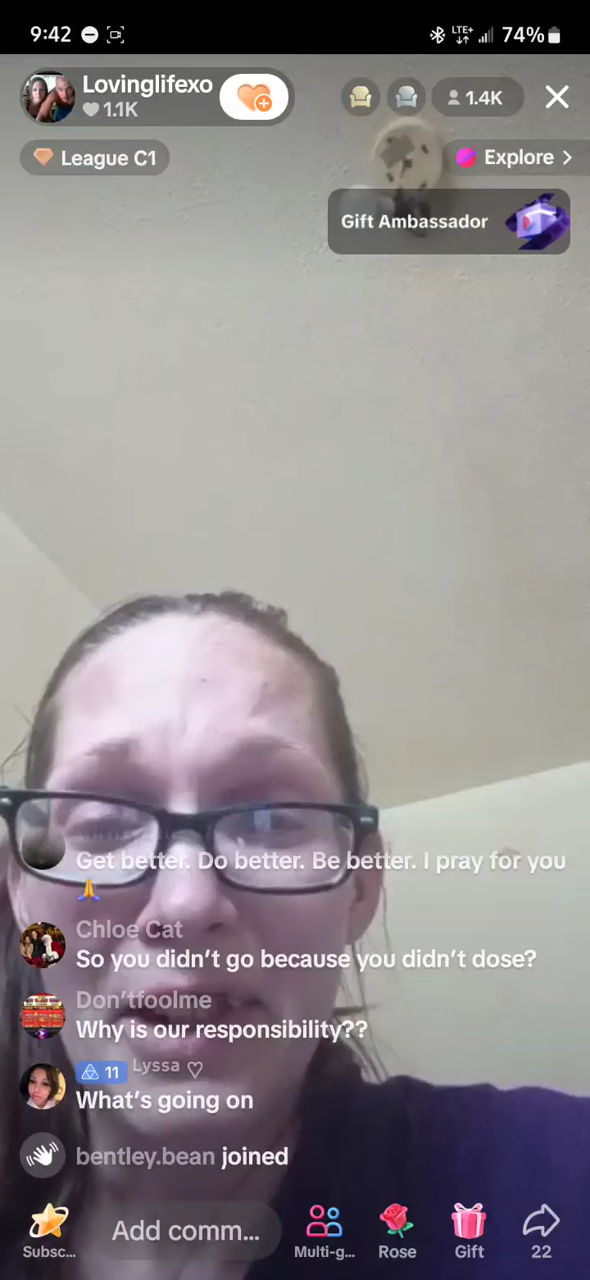 9:42
LTE+
74%
Lovinglifexo
1.1K
1.4K
League C1
Explore
Gift Ambassador
Get better. Do better. Be better. I pray for you
🙏
Chloe Cat
So you didn't go because you didn't dose?
Don'tfoolme
Why is our responsibility??
11 Lyssa ♡
What's going on
bentley.bean joined
Add comm...
Subsc...
Multi-g...
Rose
Gift
22